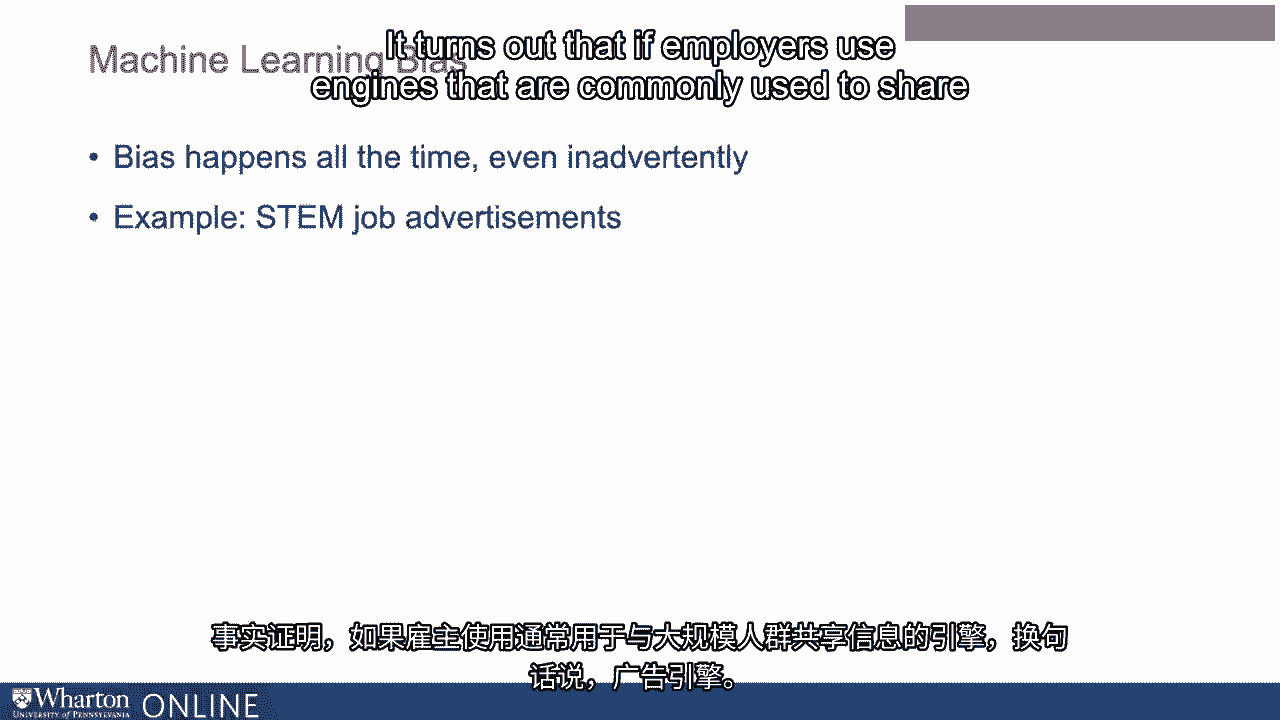 Machine Learning Bias
It turns out that if employers use
engines that are commonly used to share
• Bias happens all the time, even inadvertently
• Example: STEM job advertisements
事实证明，如果雇主使用通常用于与大规模人群共享信息的引擎，换句
话说，广告引擎。
Wharton
UNIVERSITY of PENNSYLVANIA
ONLINE